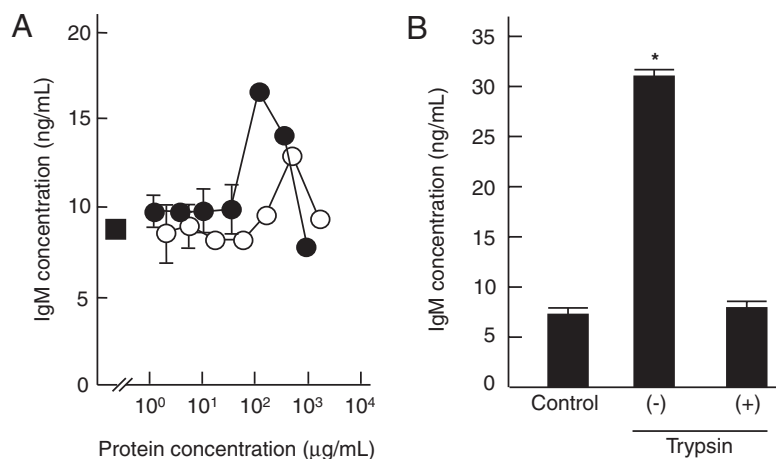 A
IgM concentration (ng/mL)
20
15
10
5
0
10⁰ 10¹ 10² 10³ 10⁴
Protein concentration (μg/mL)
B
IgM concentration (ng/mL)
35
30
25
20
15
10
5
0
*
Control (-) (+)
Trypsin